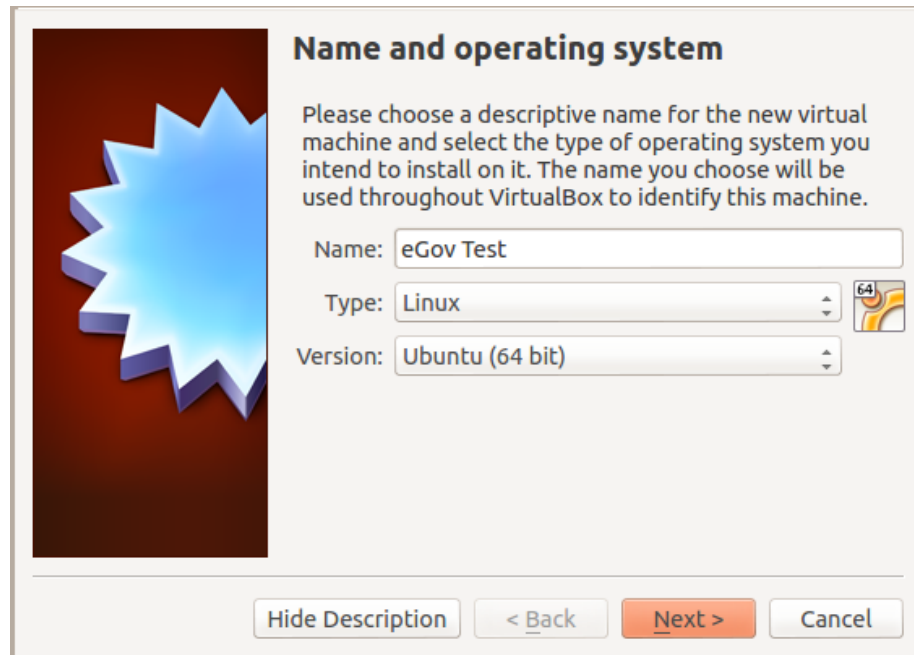 Name and operating system
Please choose a descriptive name for the new virtual
machine and select the type of operating system you
intend to install on it. The name you choose will be
used throughout VirtualBox to identify this machine.
Name: eGov Test
Type: Linux
64
Version: Ubuntu (64 bit)
Hide Description < Back Next > Cancel